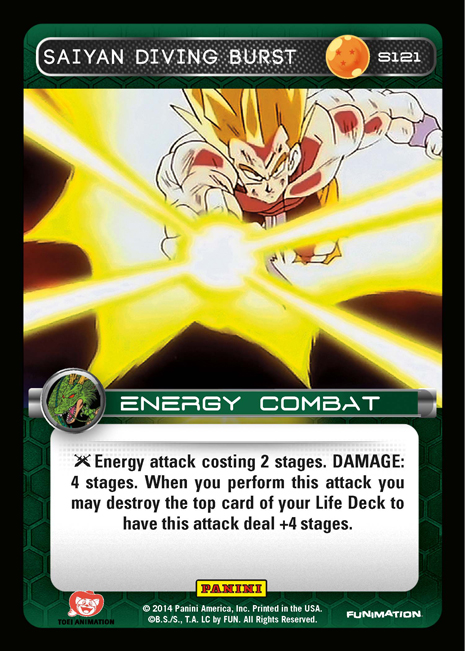 SAIYAN DIVING BURST S121
ENERGY COMBAT
Energy attack costing 2 stages. DAMAGE:
4 stages. When you perform this attack you
may destroy the top card of your Life Deck to
have this attack deal +4 stages.
PANINI
© 2014 Panini America, Inc. Printed in the USA.
©B.S./S., T.A. LC by FUN. All Rights Reserved.
TOEI ANIMATION
FUNIMATION